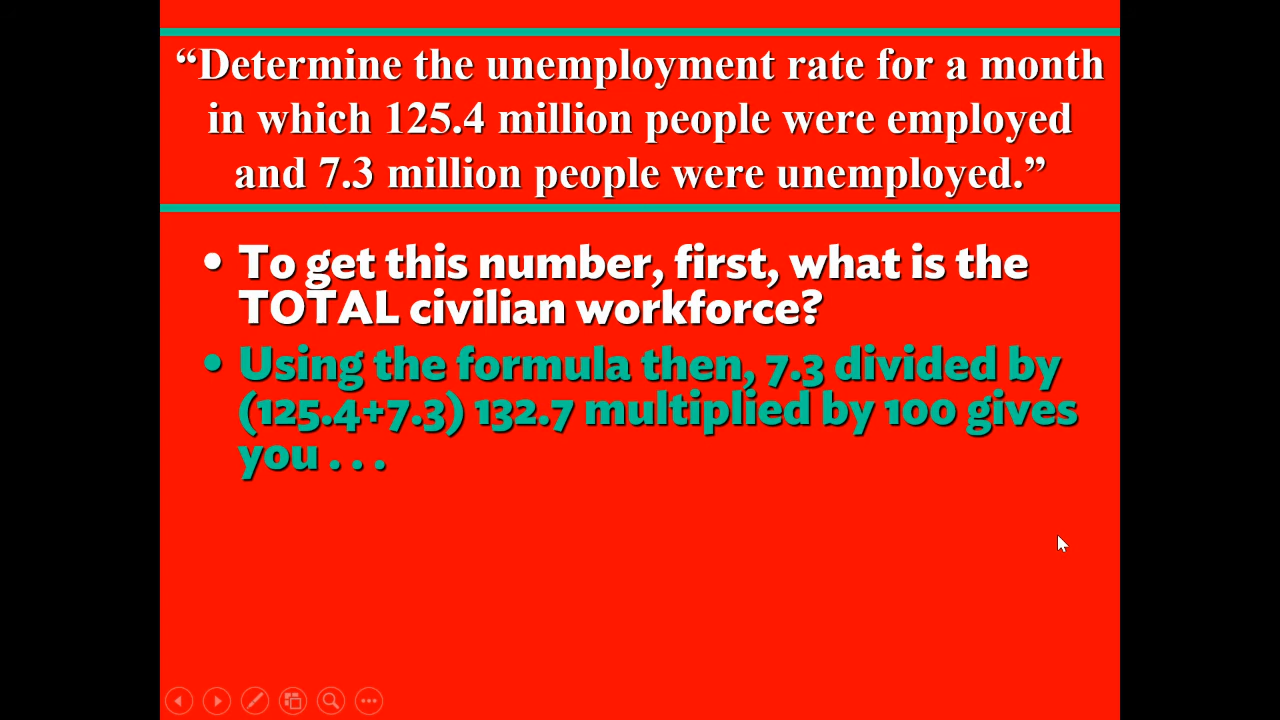 “Determine the unemployment rate for a month
in which 125.4 million people were employed
and 7.3 million people were unemployed.”
• To get this number, first, what is the
TOTAL civilian workforce?
• Using the formula then, 7.3 divided by
(125.4+7.3) 132.7 multiplied by 100 gives
you . . .